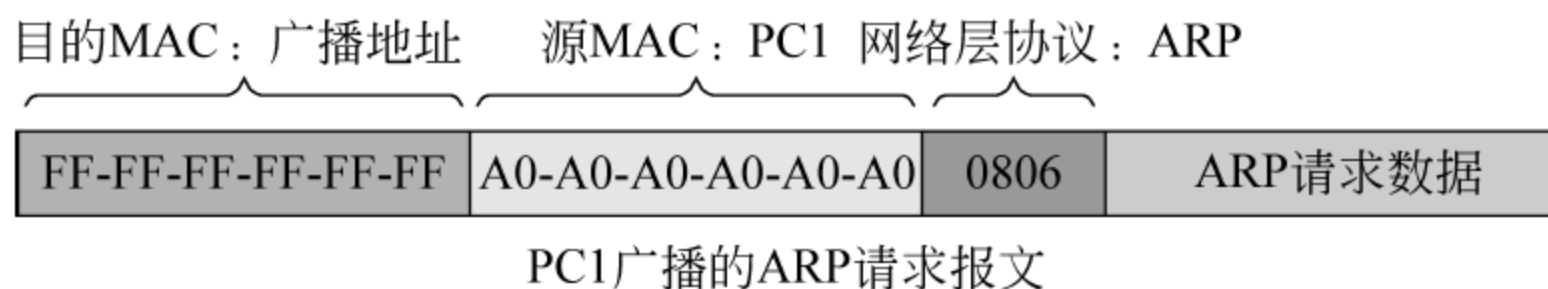 目的MAC：广播地址 源MAC：PC1 网络层协议：ARP
FF-FF-FF-FF-FF-FF A0-A0-A0-A0-A0-A0 0806 ARP请求数据
PC1广播的ARP请求报文